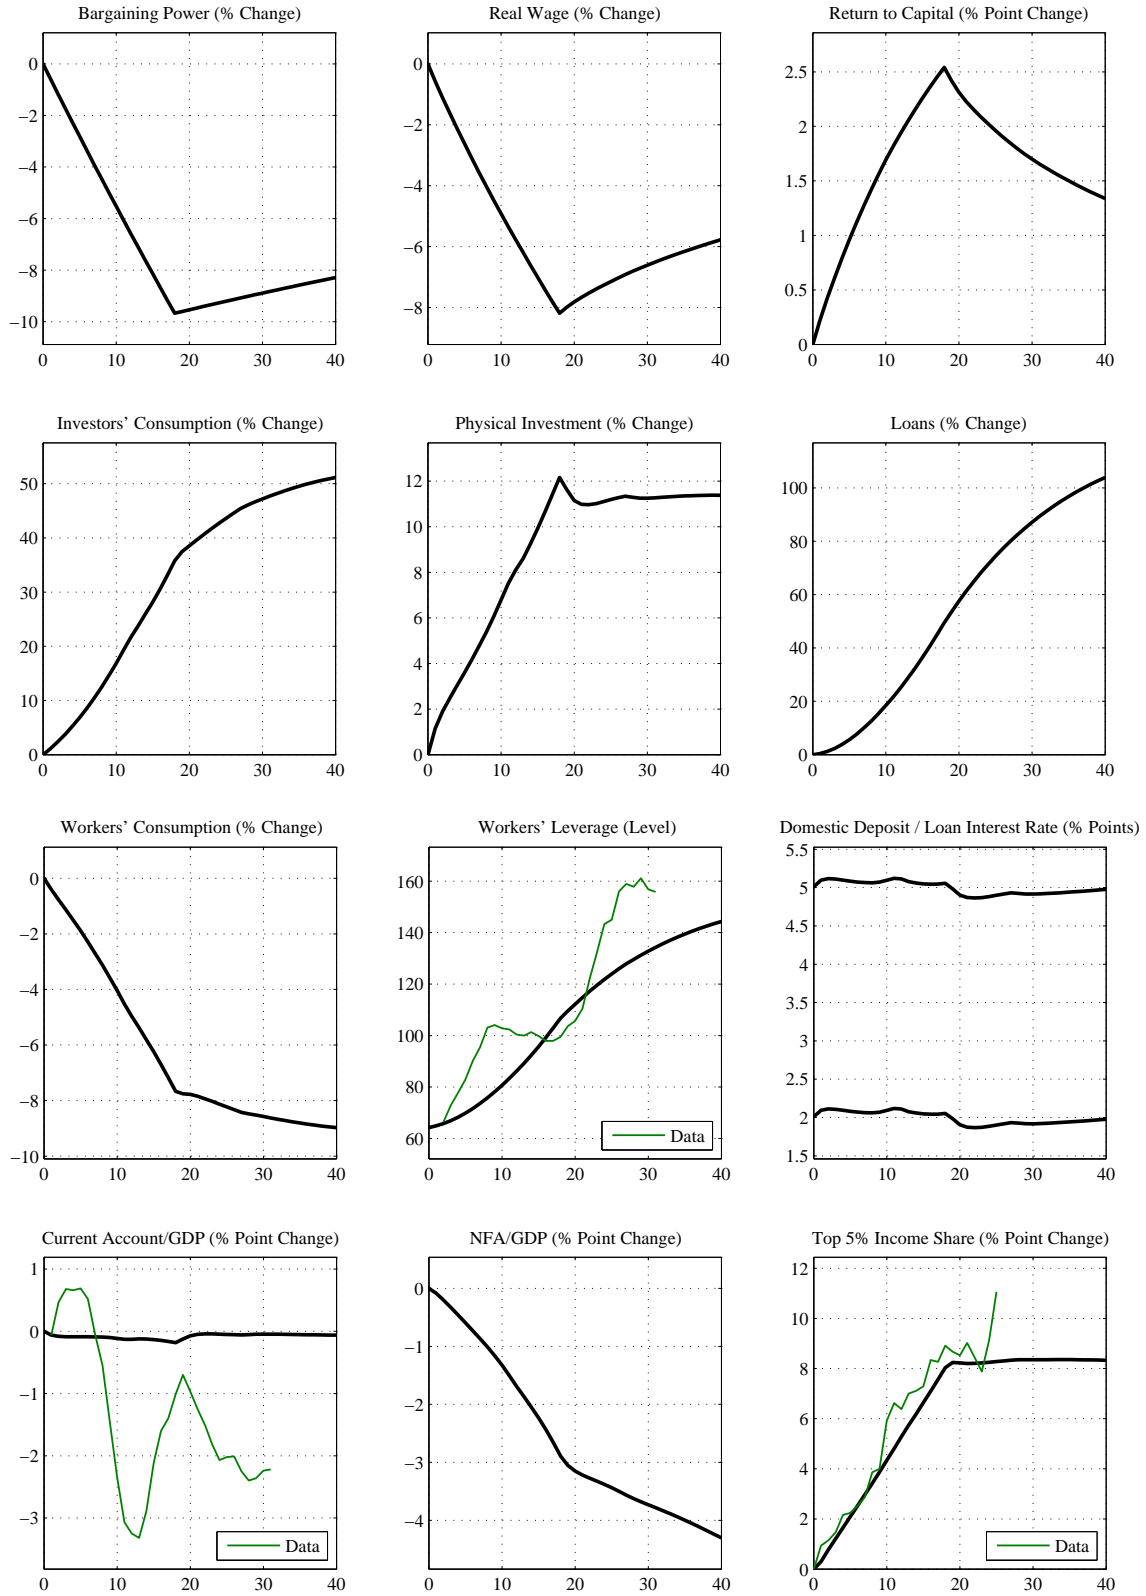 Bargaining Power (% Change)
0
−2
−4
−6
−8
−10
0 10 20 30 40
Real Wage (% Change)
0
−2
−4
−6
−8
0 10 20 30 40
Return to Capital (% Point Change)
2.5
2
1.5
1
0.5
0
0 10 20 30 40
Investors’ Consumption (% Change)
50
40
30
20
10
0
0 10 20 30 40
Physical Investment (% Change)
12
10
8
6
4
2
0
0 10 20 30 40
Loans (% Change)
100
80
60
40
20
0
0 10 20 30 40
Workers’ Consumption (% Change)
0
−2
−4
−6
−8
−10
0 10 20 30 40
Workers’ Leverage (Level)
160
140
120
100
80
60
Data
0 10 20 30 40
Domestic Deposit / Loan Interest Rate (% Points)
5.5
5
4.5
4
3.5
3
2.5
2
1.5
0 10 20 30 40
Current Account/GDP (% Point Change)
1
0
−1
−2
−3
Data
0 10 20 30 40
NFA/GDP (% Point Change)
0
−1
−2
−3
−4
0 10 20 30 40
Top 5% Income Share (% Point Change)
12
10
8
6
4
2
0
Data
0 10 20 30 40